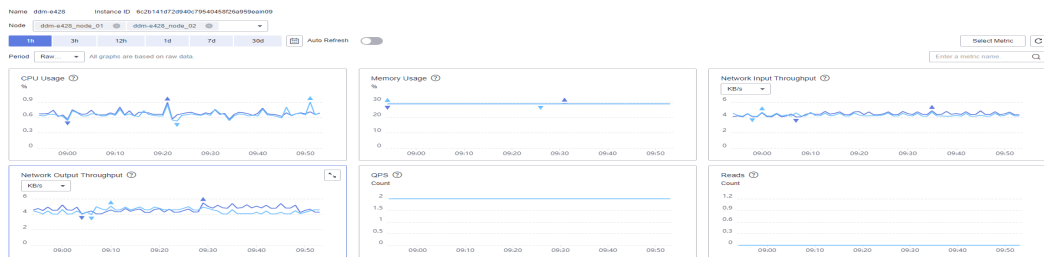 Name ddm-e428 Instance ID 6c2b141d72d940c79540458f26a959eain09
Node ddm-e428_node_01 ddm-e428_node_02
1h 3h 12h 1d 7d 30d Auto Refresh Select Metric
Period Raw... All graphs are based on raw data. Enter a metric name
CPU Usage
%
0.9
0.6
0.3
0
09:00 09:10 09:20 09:30 09:40 09:50
Memory Usage
%
30
20
10
0
09:00 09:10 09:20 09:30 09:40 09:50
Network Input Throughput
KB/s
6
4
2
0
09:00 09:10 09:20 09:30 09:40 09:50
Network Output Throughput
KB/s
6
4
2
0
09:00 09:10 09:20 09:30 09:40 09:50
QPS
Count
2
1.5
1
0.5
0
09:00 09:10 09:20 09:30 09:40 09:50
Reads
Count
1.2
0.9
0.6
0.3
0
09:00 09:10 09:20 09:30 09:40 09:50